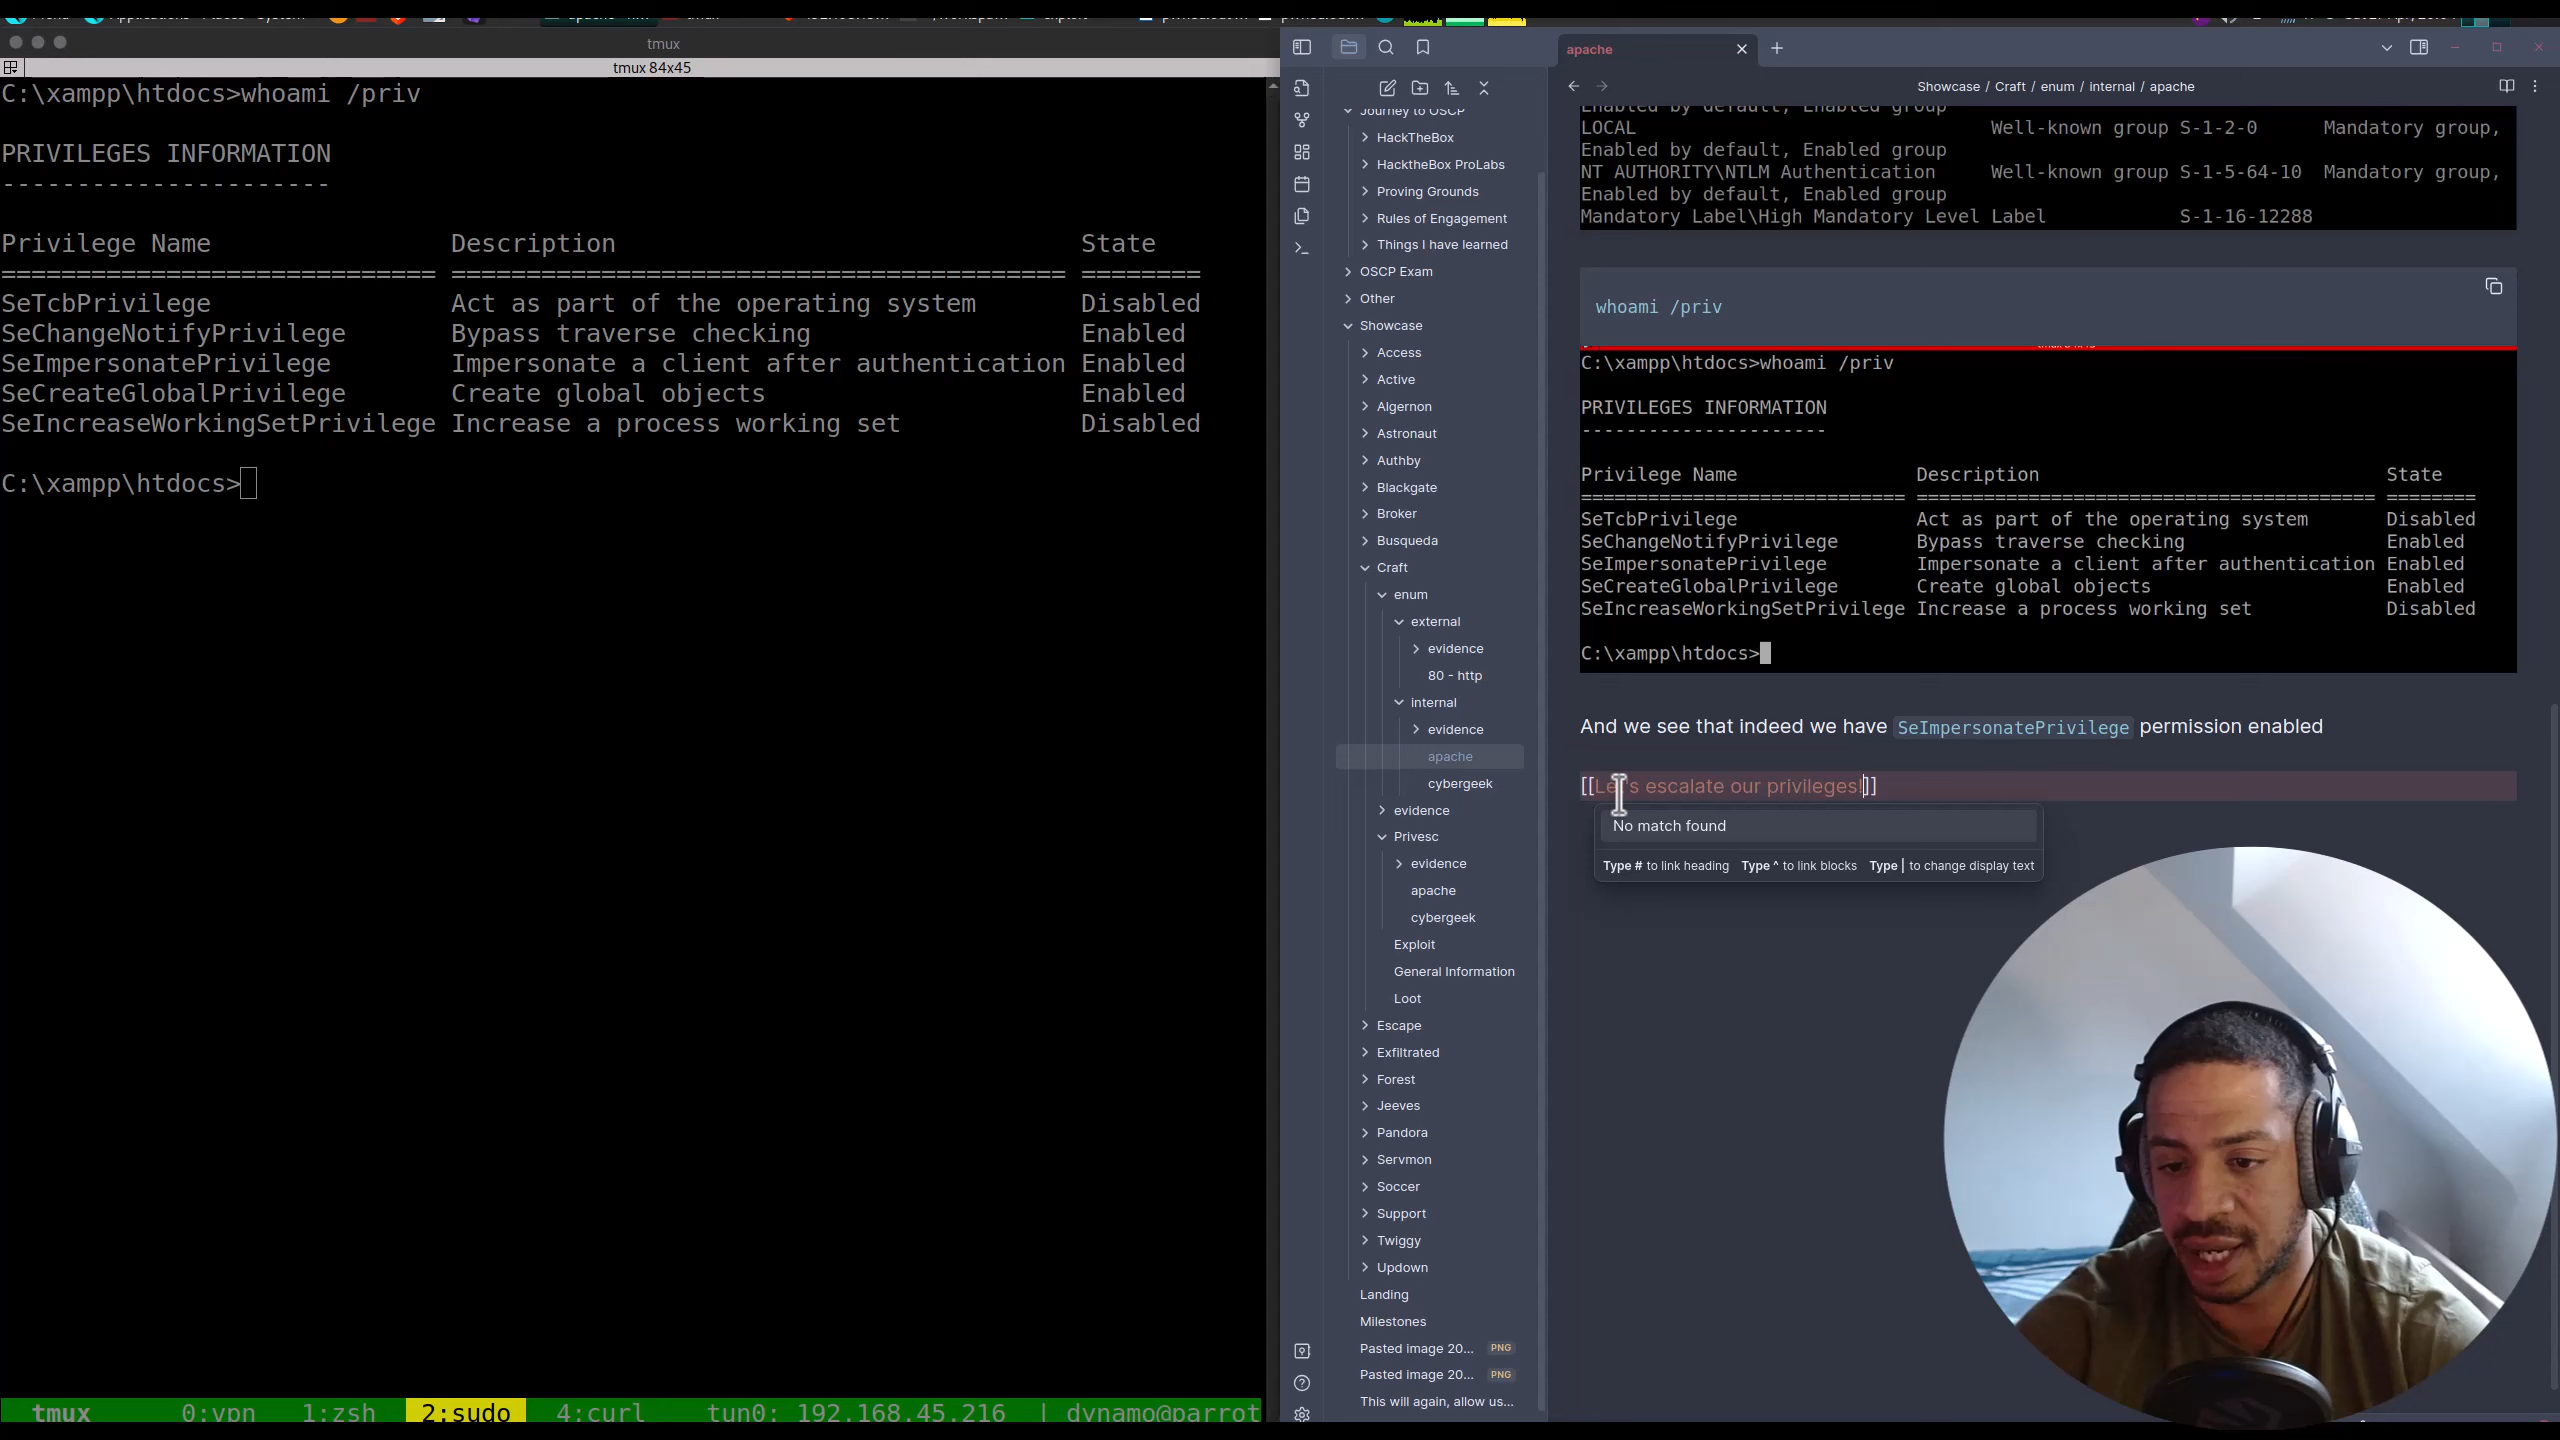 tmux
tmux 84x45
C:\xampp\htdocs>whoami /priv
PRIVILEGES INFORMATION
----------------------
Privilege Name Description State
============================= ========================================= ========
SeTcbPrivilege Act as part of the operating system Disabled
SeChangeNotifyPrivilege Bypass traverse checking Enabled
SeImpersonatePrivilege Impersonate a client after authentication Enabled
SeCreateGlobalPrivilege Create global objects Enabled
SeIncreaseWorkingSetPrivilege Increase a process working set Disabled
C:\xampp\htdocs>
tmux 0:vpn 1:zsh 2:sudo 4:curl tun0: 192.168.45.216 | dynamo@parrot
Journey to OSCP
HackTheBox
HacktheBox ProLabs
Proving Grounds
Rules of Engagement
Things I have learned
OSCP Exam
Other
Showcase
Access
Active
Algernon
Astronaut
Authby
Blackgate
Broker
Busqueda
Craft
enum
external
evidence
80 - http
internal
evidence
apache
cybergeek
evidence
Privesc
evidence
apache
cybergeek
Exploit
General Information
Loot
Escape
Exfiltrated
Forest
Jeeves
Pandora
Servmon
Soccer
Support
Twiggy
Updown
Landing
Milestones
Pasted image 20... PNG
Pasted image 20... PNG
This will again, allow us...
apache
Showcase / Craft / enum / internal / apache
Enabled by default, Enabled group
LOCAL Well-known group S-1-2-0 Mandatory group,
Enabled by default, Enabled group
NT AUTHORITY\NTLM Authentication Well-known group S-1-5-64-10 Mandatory group,
Enabled by default, Enabled group
Mandatory Label\High Mandatory Level Label S-1-16-12288
whoami /priv
C:\xampp\htdocs>whoami /priv
PRIVILEGES INFORMATION
----------------------
Privilege Name Description State
============================= ========================================= ========
SeTcbPrivilege Act as part of the operating system Disabled
SeChangeNotifyPrivilege Bypass traverse checking Enabled
SeImpersonatePrivilege Impersonate a client after authentication Enabled
SeCreateGlobalPrivilege Create global objects Enabled
SeIncreaseWorkingSetPrivilege Increase a process working set Disabled
C:\xampp\htdocs>
And we see that indeed we have SeImpersonatePrivilege permission enabled
[[Let's escalate our privileges!]]
No match found
Type # to link heading Type ^ to link blocks Type | to change display text